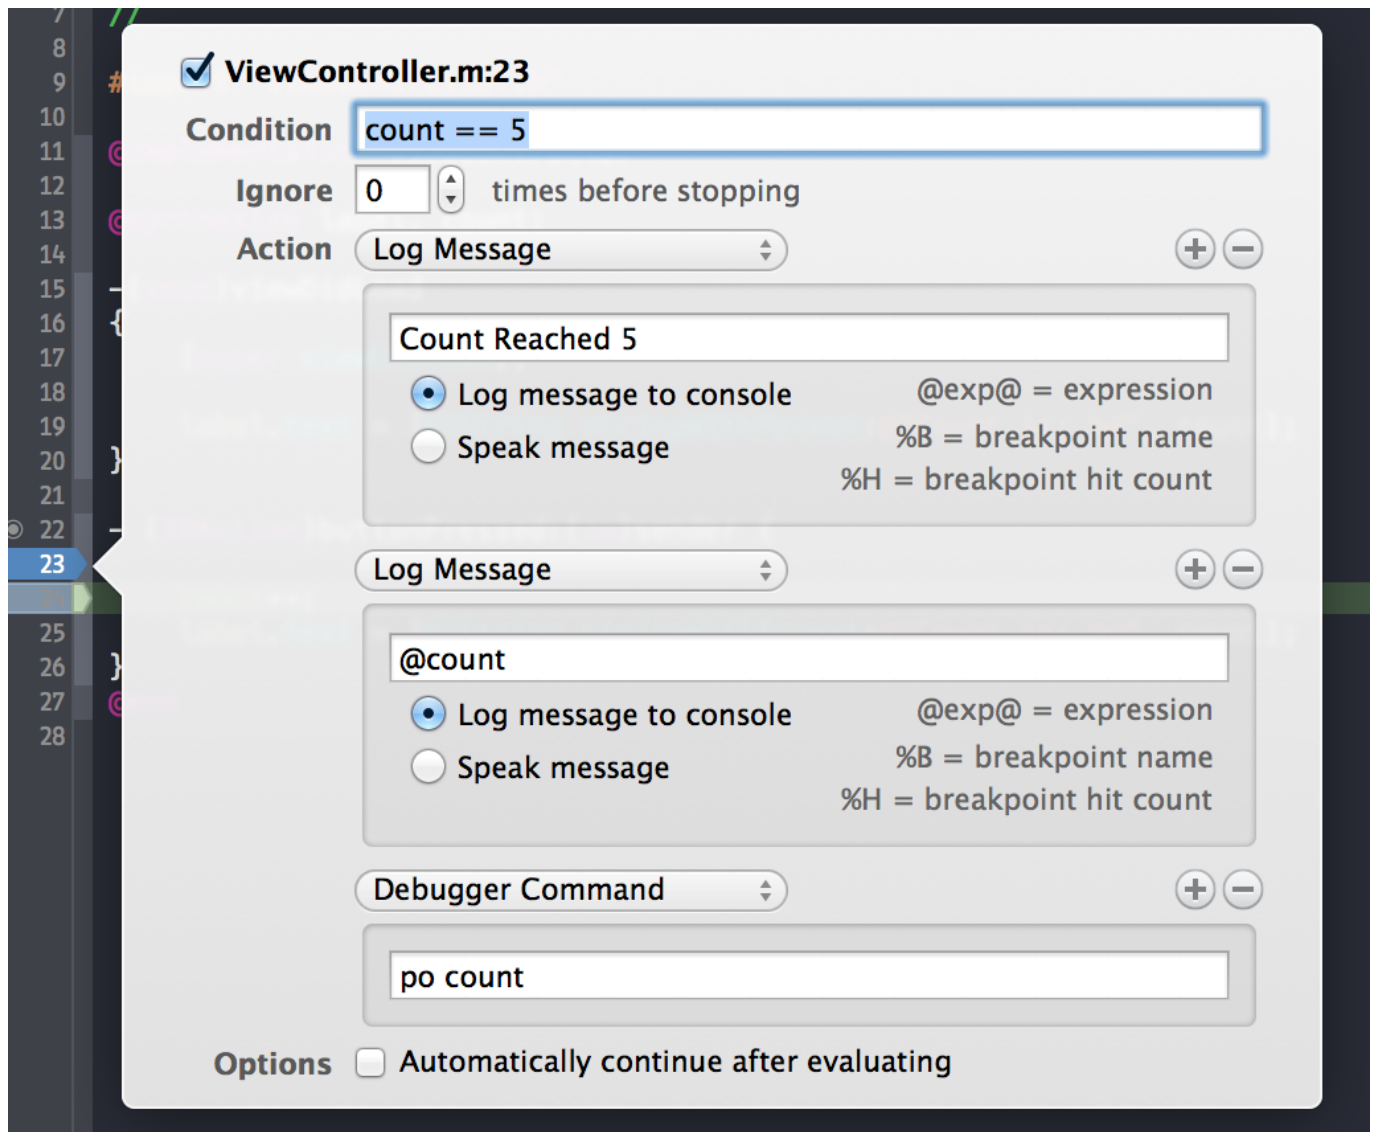 7 //
8
ViewController.m:23
9 #
Condition count == 5
10
11 @
12
Ignore 0 times before stopping
13 @
14
Action Log Message
15 -
16 {
Count Reached 5
17
18
Log message to console @exp@ = expression
19
%B = breakpoint name
Speak message
20 }
%H = breakpoint hit count
21
22 -
23
Log Message
24
25
26 }
@count
27 @
Log message to console @exp@ = expression
28
%B = breakpoint name
Speak message
%H = breakpoint hit count
Debugger Command
po count
Options Automatically continue after evaluating